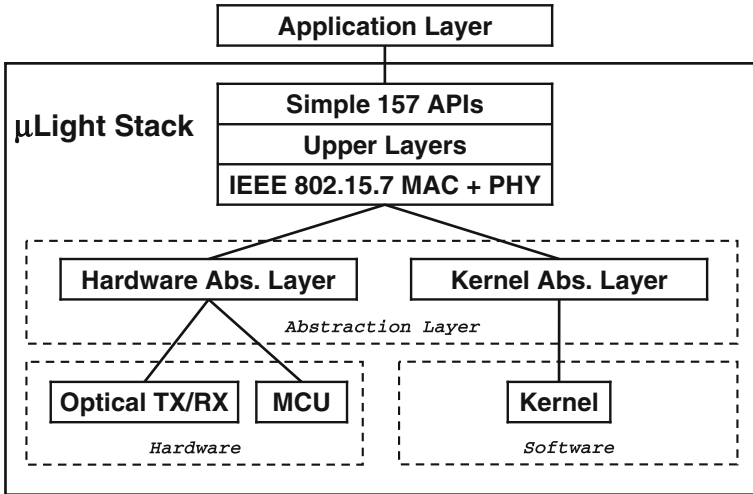 Application Layer
μLight Stack
Simple 157 APIs
Upper Layers
IEEE 802.15.7 MAC + PHY
Hardware Abs. Layer
Kernel Abs. Layer
Abstraction Layer
Optical TX/RX
MCU
Kernel
Hardware
Software